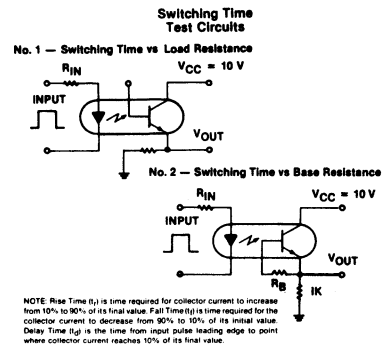 Switching Time
Test Circuits
No. 1 — Switching Time vs Load Resistance
RIN
VCC = 10 V
INPUT
VOUT
No. 2 — Switching Time vs Base Resistance
RIN
VCC = 10 V
INPUT
VOUT
RB
IK
NOTE: Rise Time (tr) is time required for collector current to increase
from 10% to 90% of its final value. Fall Time (tf) is time required for the
collector current to decrease from 90% to 10% of its initial value.
Delay Time (td) is the time from input pulse leading edge to point
where collector current reaches 10% of its final value.